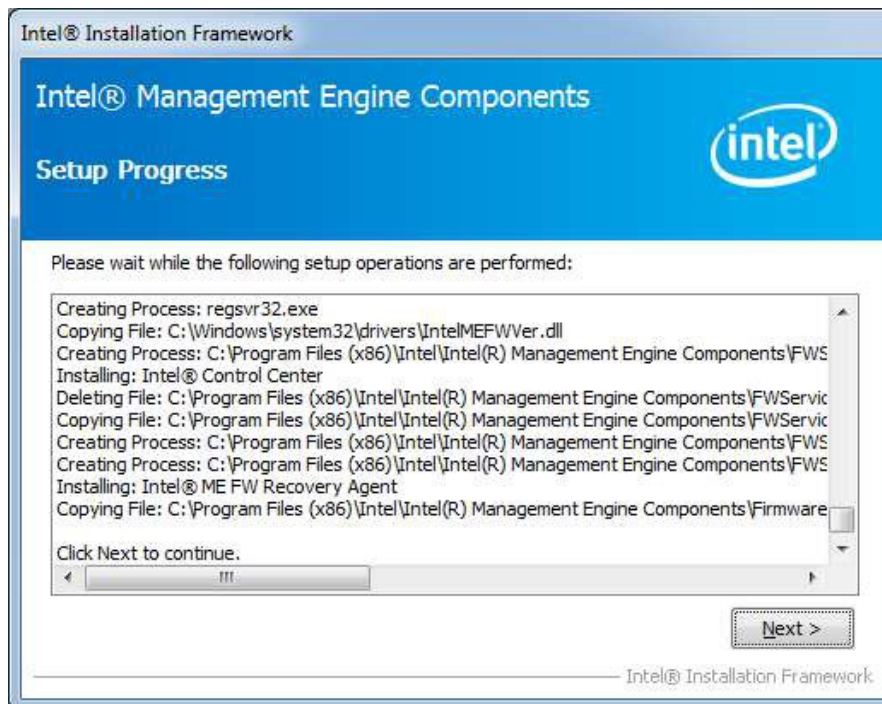 Intel® Installation Framework
Intel® Management Engine Components
intel®
Setup Progress
Please wait while the following setup operations are performed:
Creating Process: regsvr32.exe
Copying File: C:\Windows\system32\drivers\IntelMEFWVer.dll
Creating Process: C:\Program Files (x86)\Intel\Intel(R) Management Engine Components\FWS
Installing: Intel® Control Center
Deleting File: C:\Program Files (x86)\Intel\Intel(R) Management Engine Components\FWServic
Copying File: C:\Program Files (x86)\Intel\Intel(R) Management Engine Components\FWServic
Creating Process: C:\Program Files (x86)\Intel\Intel(R) Management Engine Components\FWS
Creating Process: C:\Program Files (x86)\Intel\Intel(R) Management Engine Components\FWS
Installing: Intel® ME FW Recovery Agent
Copying File: C:\Program Files (x86)\Intel\Intel(R) Management Engine Components\Firmware
Click Next to continue.
Next >
Intel® Installation Framework